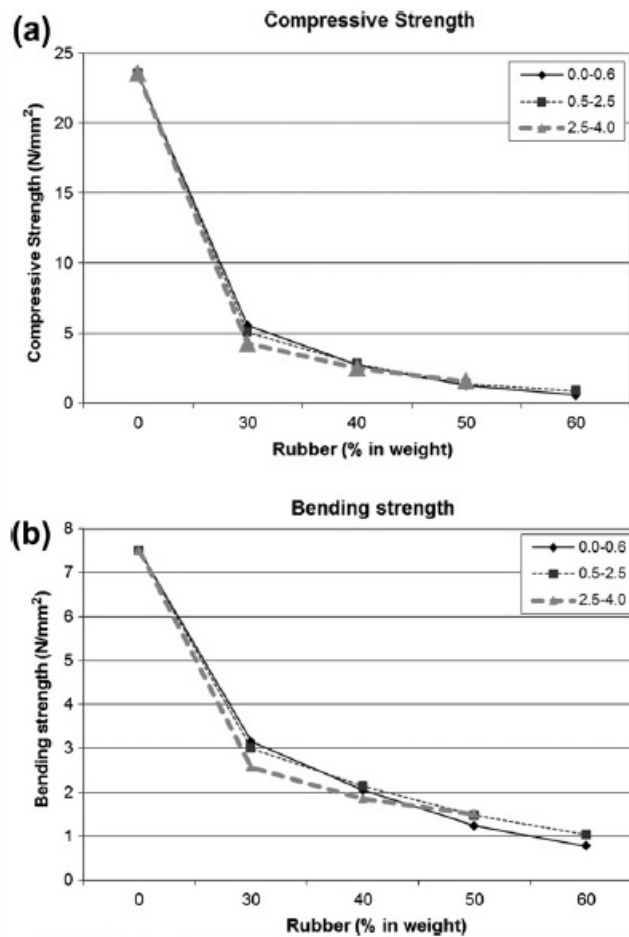 (a)
Compressive Strength
25
20
15
10
5
0
Compressive Strength (N/mm²)
0.0-0.6
0.5-2.5
2.5-4.0
0 30 40 50 60
Rubber (% in weight)
(b)
Bending strength
8
7
6
5
4
3
2
1
0
Bending strength (N/mm²)
0.0-0.6
0.5-2.5
2.5-4.0
0 30 40 50 60
Rubber (% in weight)